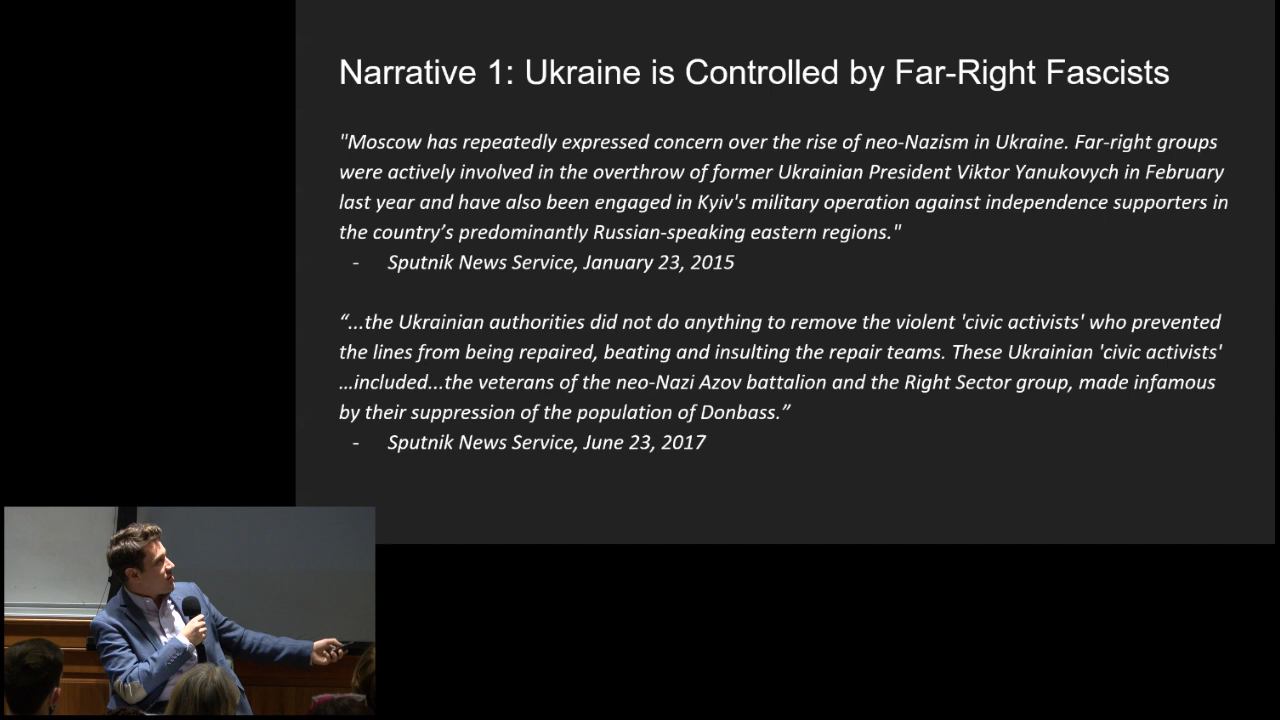 Narrative 1: Ukraine is Controlled by Far-Right Fascists
"Moscow has repeatedly expressed concern over the rise of neo-Nazism in Ukraine. Far-right groups
were actively involved in the overthrow of former Ukrainian President Viktor Yanukovych in February
last year and have also been engaged in Kyiv's military operation against independence supporters in
the country’s predominantly Russian-speaking eastern regions."
- Sputnik News Service, January 23, 2015
“...the Ukrainian authorities did not do anything to remove the violent 'civic activists' who prevented
the lines from being repaired, beating and insulting the repair teams. These Ukrainian 'civic activists'
…included...the veterans of the neo-Nazi Azov battalion and the Right Sector group, made infamous
by their suppression of the population of Donbass.”
- Sputnik News Service, June 23, 2017